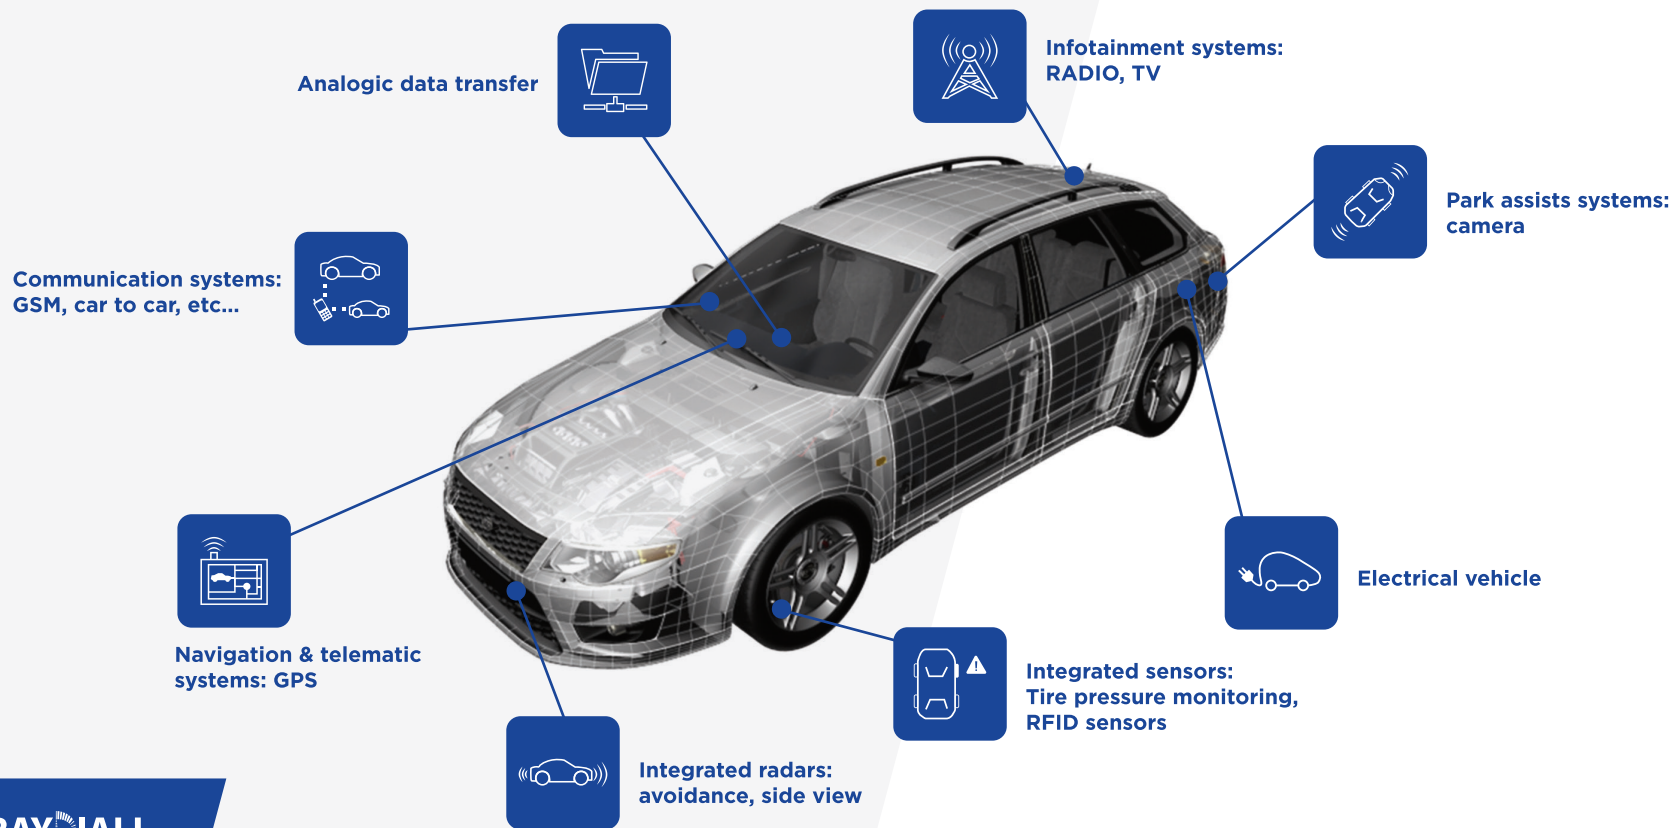 Infotainment systems:
RADIO, TV
Analogic data transfer
Park assists systems:
camera
Communication systems:
GSM, car to car, etc...
Electrical vehicle
Navigation & telematic
systems: GPS
Integrated sensors:
Tire pressure monitoring,
RFID sensors
Integrated radars:
avoidance, side view